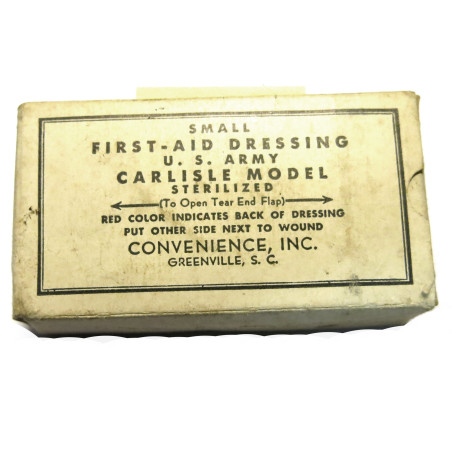 SMALL
FIRST-AID DRESSING
U. S. ARMY
CARLISLE MODEL
STERILIZED
(To Open Tear End Flap)
RED COLOR INDICATES BACK OF DRESSING
PUT OTHER SIDE NEXT TO WOUND
CONVENIENCE, INC.
GREENVILLE, S. C.